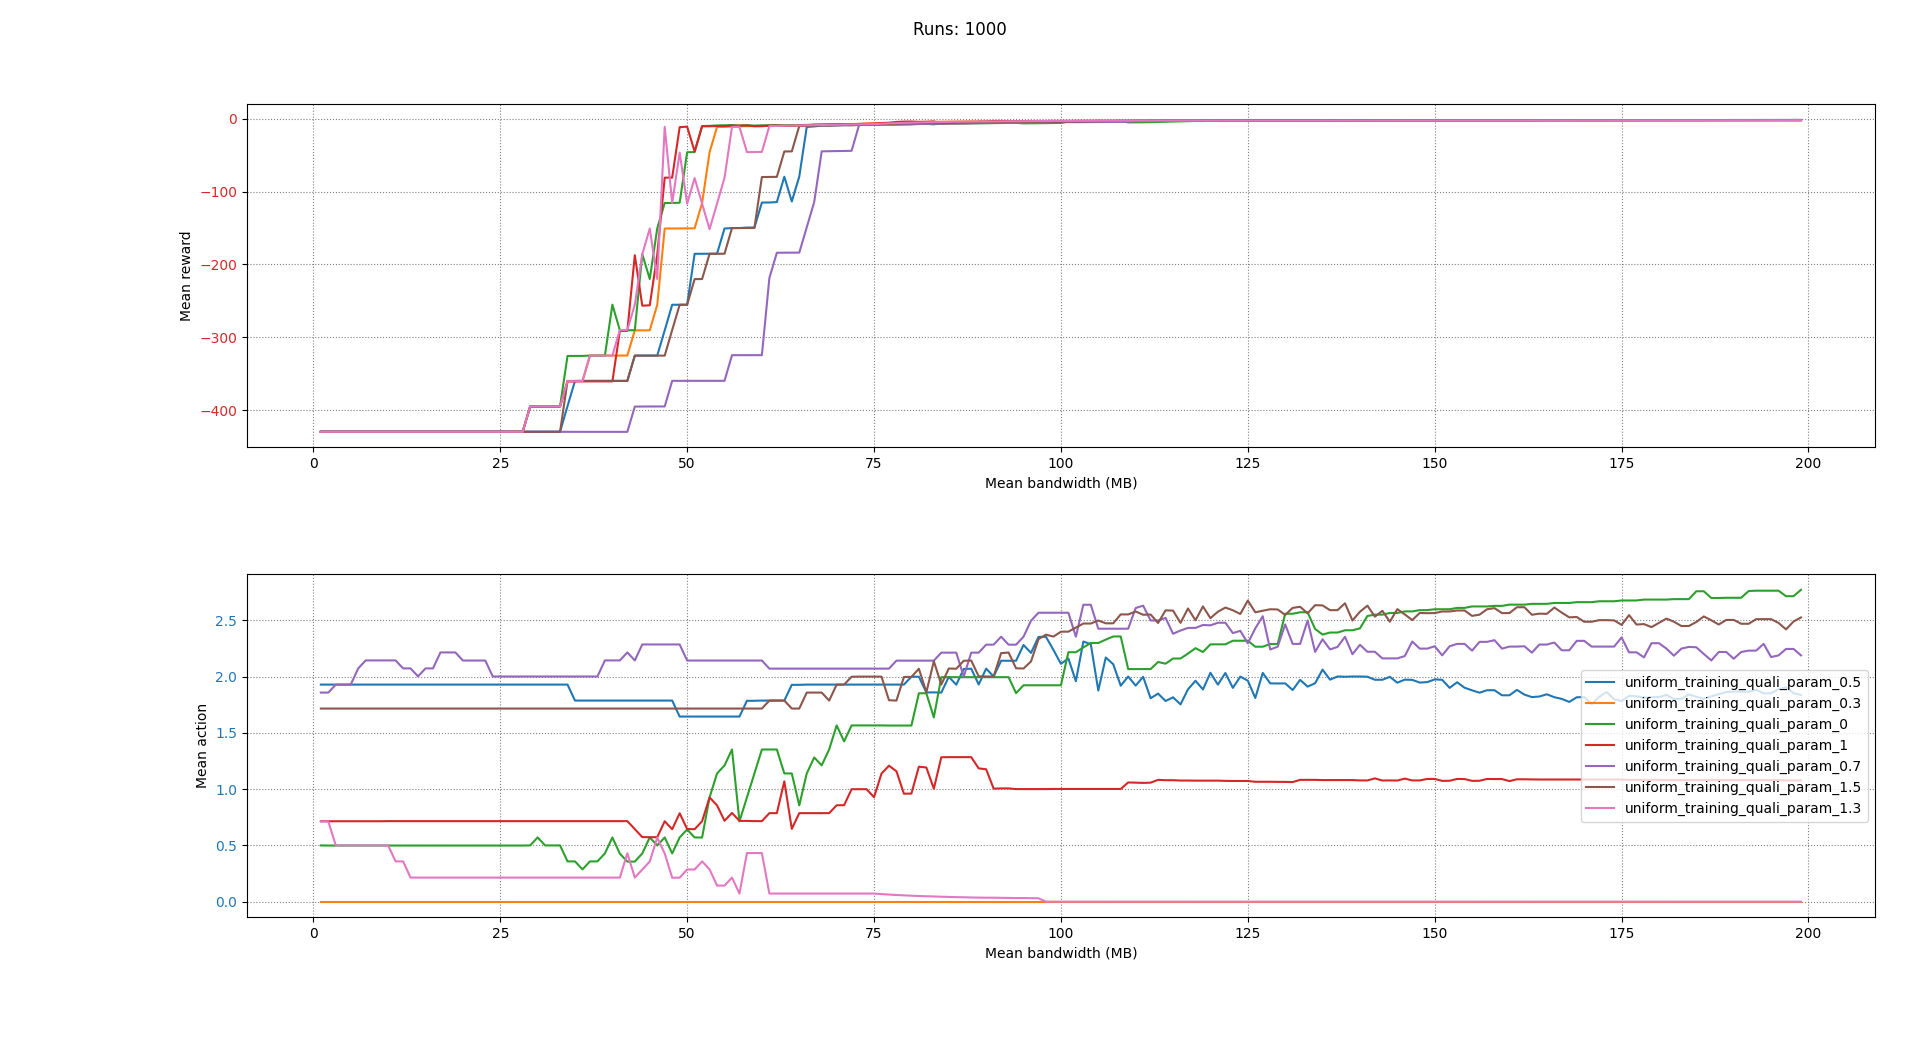 Runs: 1000
0
−100
−200
−300
−400
Mean reward
0 25 50 75 100 125 150 175 200
Mean bandwidth (MB)
2.5
2.0
1.5
1.0
0.5
0.0
Mean action
uniform_training_quali_param_0.5
uniform_training_quali_param_0.3
uniform_training_quali_param_0
uniform_training_quali_param_1
uniform_training_quali_param_0.7
uniform_training_quali_param_1.5
uniform_training_quali_param_1.3
0 25 50 75 100 125 150 175 200
Mean bandwidth (MB)